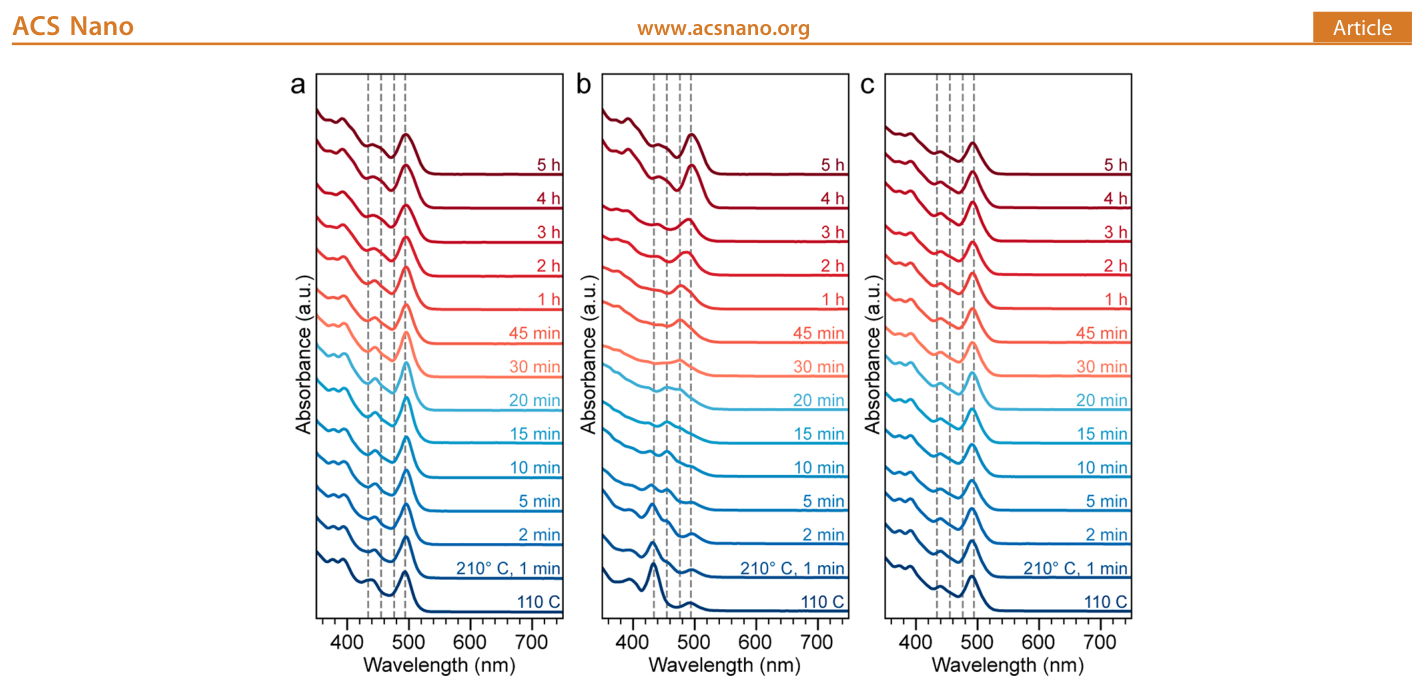 ACS Nano www.acsnano.org Article
a
5 h
4 h
3 h
2 h
1 h
45 min
30 min
20 min
15 min
10 min
5 min
2 min
210° C, 1 min
110 C
Absorbance (a.u.)
400 500 600 700
Wavelength (nm)
b
5 h
4 h
3 h
2 h
1 h
45 min
30 min
20 min
15 min
10 min
5 min
2 min
210° C, 1 min
110 C
Absorbance (a.u.)
400 500 600 700
Wavelength (nm)
c
5 h
4 h
3 h
2 h
1 h
45 min
30 min
20 min
15 min
10 min
5 min
2 min
210° C, 1 min
110 C
Absorbance (a.u.)
400 500 600 700
Wavelength (nm)